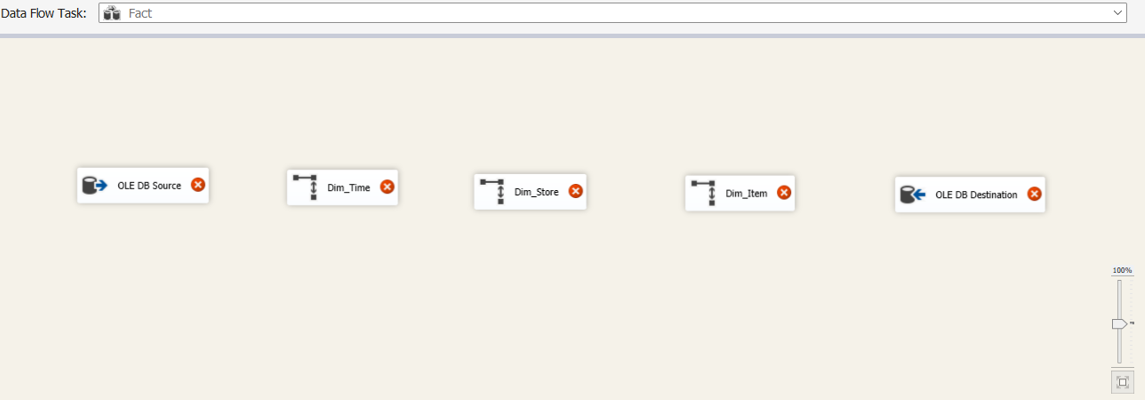 Data Flow Task: Fact
OLE DB Source
Dim_Time
Dim_Store
Dim_Item
OLE DB Destination
100%